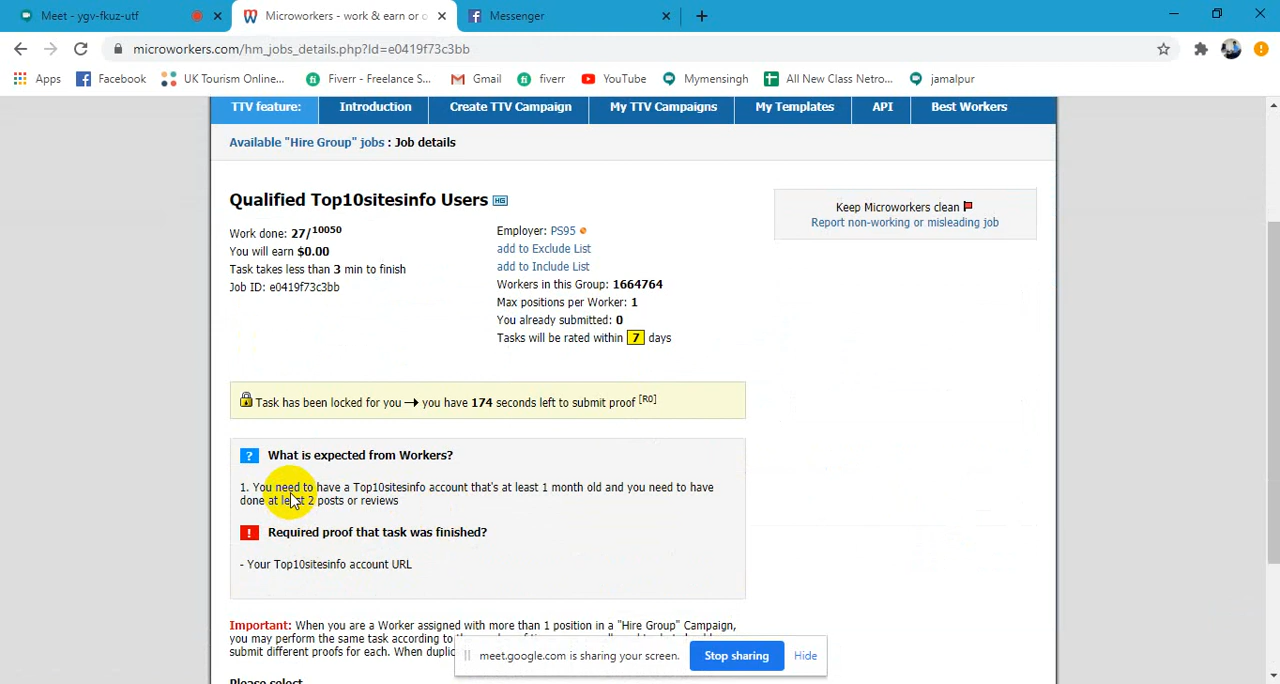 Meet - ygv-fkuz-utf
Microworkers - work & earn or o
Messenger
microworkers.com/hm_jobs_details.php?Id=e0419f73c3bb
Apps Facebook UK Tourism Online... Fiverr - Freelance S... Gmail fiverr YouTube Mymensingh All New Class Netro... jamalpur
TTV feature: Introduction Create TTV Campaign My TTV Campaigns My Templates API Best Workers
Available "Hire Group" jobs : Job details
Qualified Top10sitesinfo Users HG
Work done: 27/10050
You will earn $0.00
Task takes less than 3 min to finish
Job ID: e0419f73c3bb
Employer: PS95
add to Exclude List
add to Include List
Workers in this Group: 1664764
Max positions per Worker: 1
You already submitted: 0
Tasks will be rated within 7 days
Keep Microworkers clean
Report non-working or misleading job
Task has been locked for you → you have 174 seconds left to submit proof [R0]
? What is expected from Workers?
1. You need to have a Top10sitesinfo account that's at least 1 month old and you need to have
done at least 2 posts or reviews
! Required proof that task was finished?
- Your Top10sitesinfo account URL
Important: When you are a Worker assigned with more than 1 position in a "Hire Group" Campaign,
you may perform the same task according to the
submit different proofs for each. When dupli
meet.google.com is sharing your screen. Stop sharing Hide
Please select